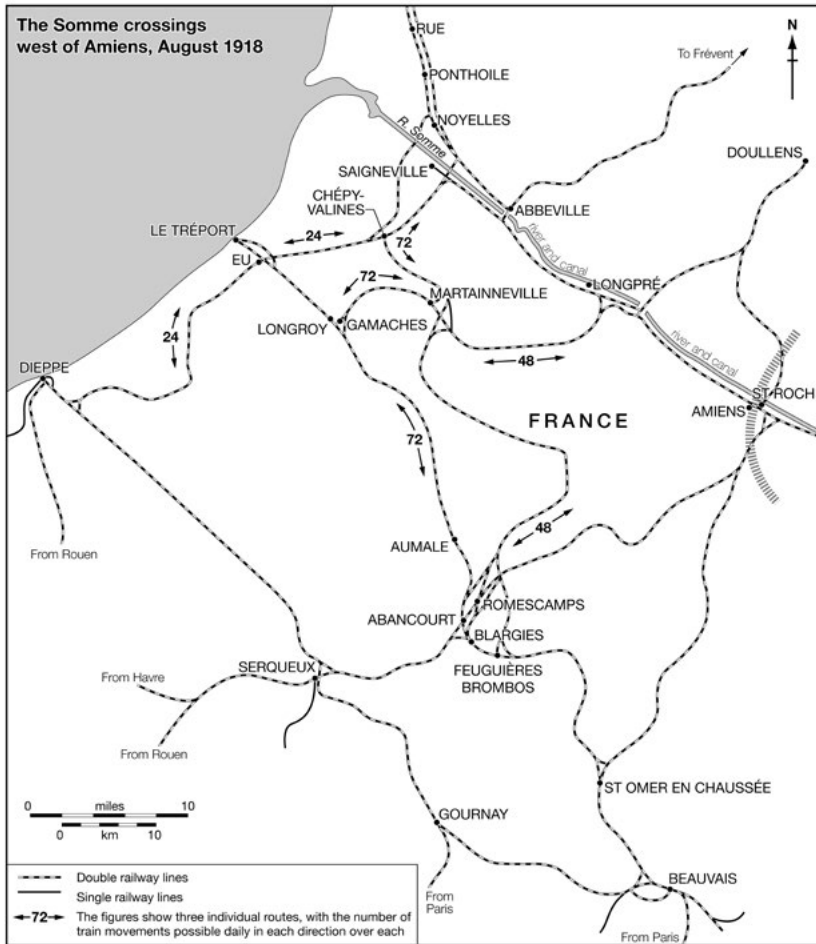 The Somme crossings
west of Amiens, August 1918
N
RUE
To Frévent
PONTHOILE
NOYELLES
R. Somme
DOULLENS
SAIGNEVILLE
CHÉPY-
VALINES
ABBEVILLE
LE TRÉPORT
24
72
river and canal
EU
72
LONGPRÉ
MARTAINNEVILLE
LONGROY
GAMACHES
24
48
river and canal
DIEPPE
ST ROCH
AMIENS
FRANCE
72
48
From Rouen
AUMALE
ROMESCAMPS
ABANCOURT
BLARGIES
SERQUEUX
FEUGUIÈRES
BROMBOS
From Havre
From Rouen
ST OMER EN CHAUSSÉE
0 miles 10
0 km 10
GOURNAY
BEAUVAIS
From
Paris
From Paris
Double railway lines
Single railway lines
72 The figures show three individual routes, with the number of
train movements possible daily in each direction over each